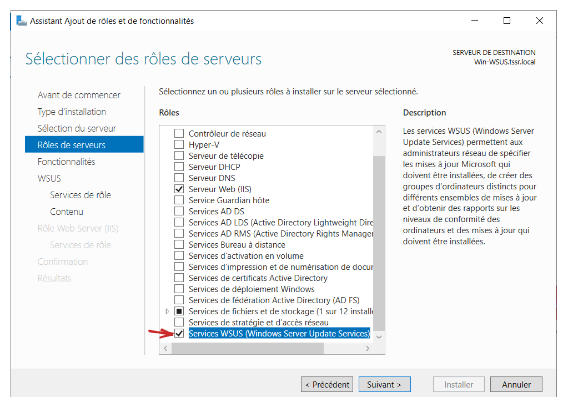 Assistant Ajout de rôles et de fonctionnalités
Sélectionner des rôles de serveurs
SERVEUR DE DESTINATION
Win-WSUS.tssr.local
Avant de commencer
Type d'installation
Sélection du serveur
Rôles de serveurs
Fonctionnalités
WSUS
Services de rôle
Contenu
Rôle Web Server (IIS)
Services de rôle
Confirmation
Résultats
Sélectionnez un ou plusieurs rôles à installer sur le serveur sélectionné.
Rôles
Contrôleur de réseau
Hyper-V
Serveur de télécopie
Serveur DHCP
Serveur DNS
Serveur Web (IIS)
Service Guardian hôte
Services AD DS
Services AD LDS (Active Directory Lightweight Dire
Services AD RMS (Active Directory Rights Manager
Services Bureau à distance
Services d'activation en volume
Services d'impression et de numérisation de docu
Services de certificats Active Directory
Services de déploiement Windows
Services de fédération Active Directory (AD FS)
Services de fichiers et de stockage (1 sur 12 install
Services de stratégie et d'accès réseau
Services WSUS (Windows Server Update Services)
Description
Les services WSUS (Windows Server
Update Services) permettent aux
administrateurs réseau de spécifier
les mises à jour Microsoft qui
doivent être installées, de créer des
groupes d'ordinateurs distincts pour
différents ensembles de mises à jour
et d'obtenir des rapports sur les
niveaux de conformité des
ordinateurs et des mises à jour qui
doivent être installées.
< Précédent
Suivant >
Installer
Annuler